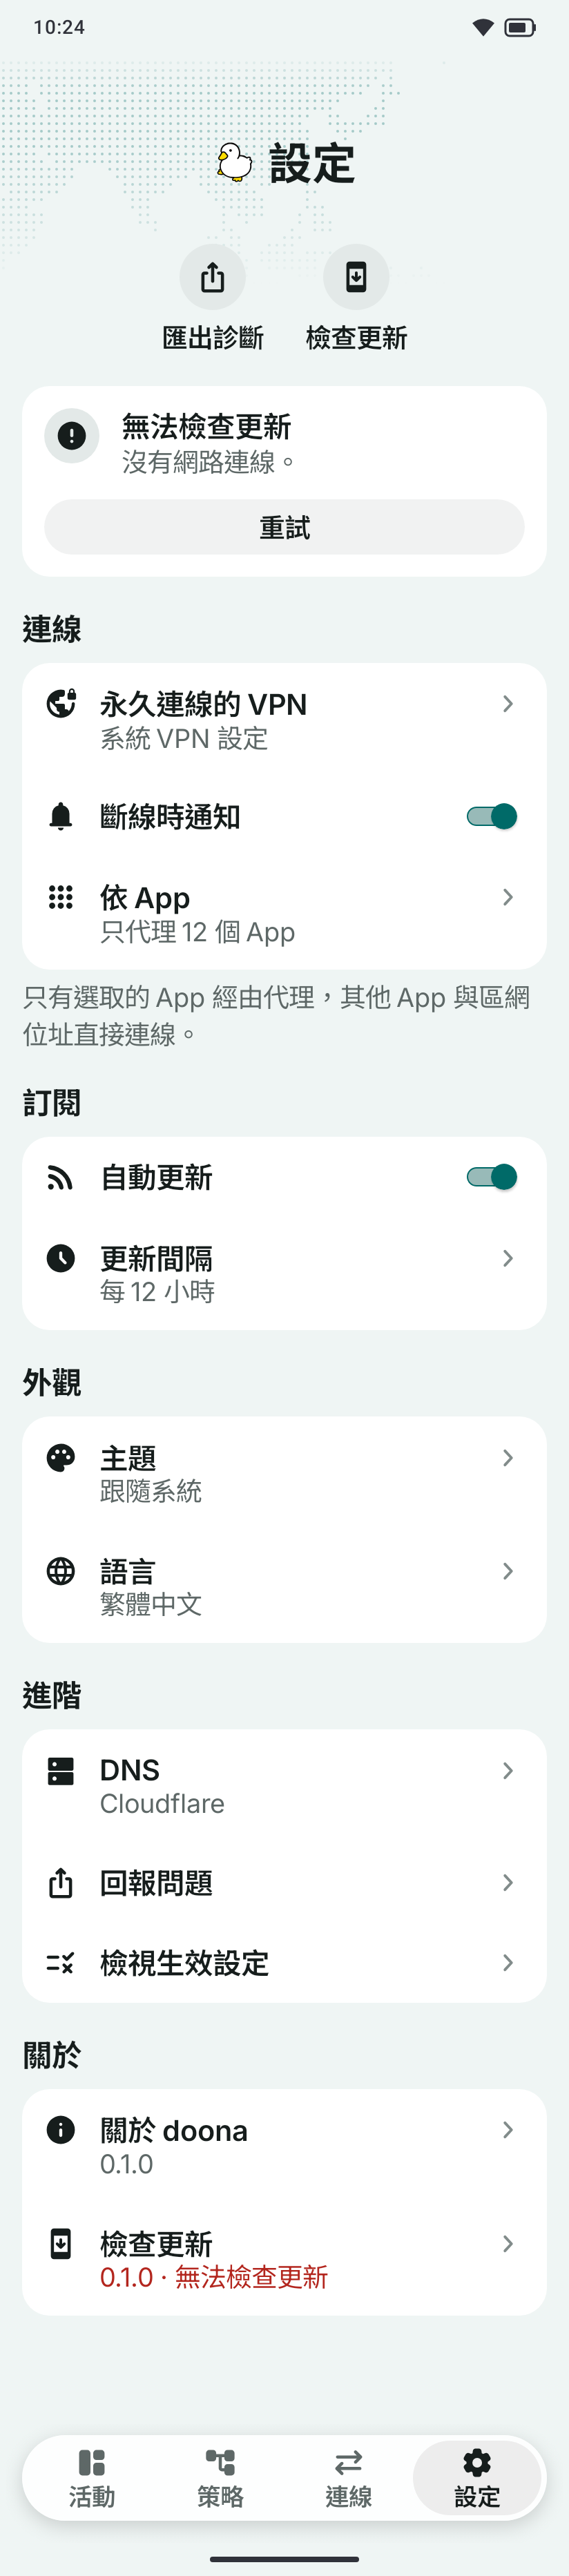 10:24
設定
匯出診斷
檢查更新
無法檢查更新
沒有網路連線。
重試
連線
永久連線的 VPN
系統 VPN 設定
斷線時通知
依 App
只代理 12 個 App
只有選取的 App 經由代理，其他 App 與區網
位址直接連線。
訂閱
自動更新
更新間隔
每 12 小時
外觀
主題
跟隨系統
語言
繁體中文
進階
DNS
Cloudflare
回報問題
檢視生效設定
關於
關於 doona
0.1.0
檢查更新
0.1.0 · 無法檢查更新
活動
策略
連線
設定